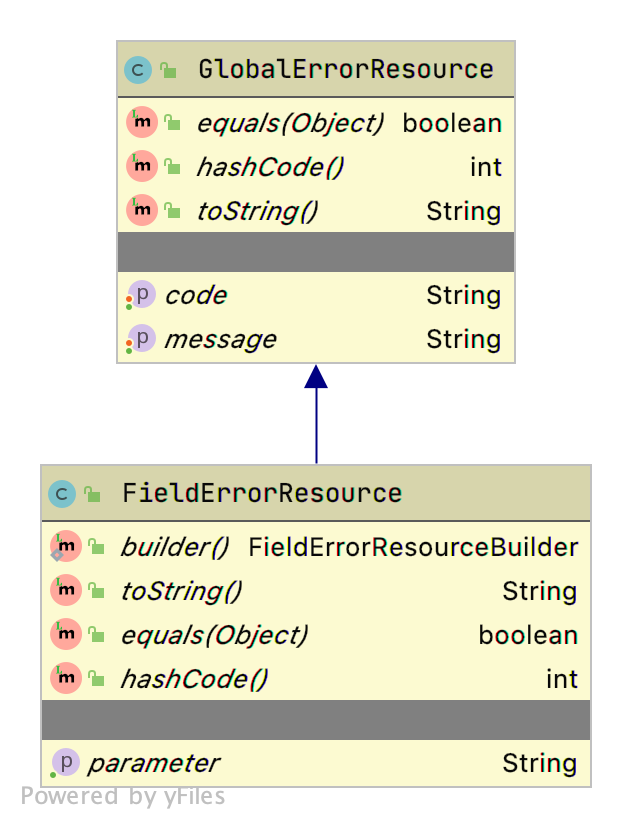 C GlobalErrorResource
m equals(Object) boolean
m hashCode() int
m toString() String
p code String
p message String
C FieldErrorResource
m builder() FieldErrorResourceBuilder
m toString() String
m equals(Object) boolean
m hashCode() int
p parameter String
Powered by yFiles